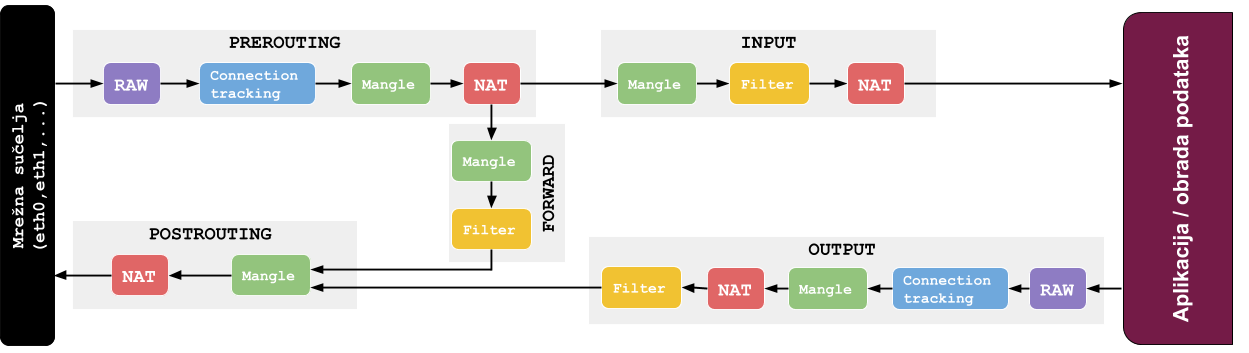 Mrežna sučelja
(eth0,eth1,...)
PREROUTING
RAW
Connection
tracking
Mangle
NAT
INPUT
Mangle
Filter
NAT
FORWARD
Mangle
Filter
POSTROUTING
NAT
Mangle
OUTPUT
Filter
NAT
Mangle
Connection
tracking
RAW
Aplikacija / obrada podataka